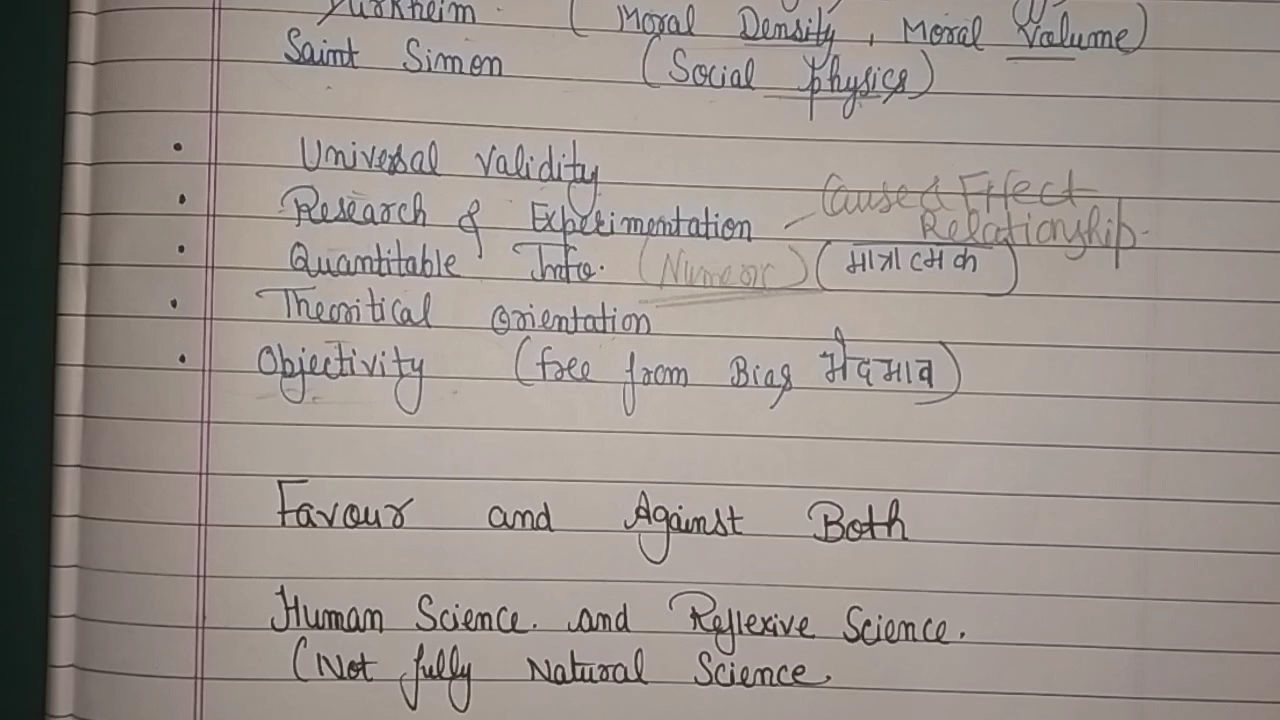 Durkheim. (Moral Density, Moral Volume)
Saint Simon (Social Physics)
• Universal Validity
• Research & Experimentation – Cause & Effect Relationship.
• Quantitable Info. (Numeric) (मात्रात्मक)
• Theoritical orientation
• Objectivity (free from Bias भेदभाव)
Favour and Against Both
Human Science. and Reflexive Science.
(Not fully Natural Science.